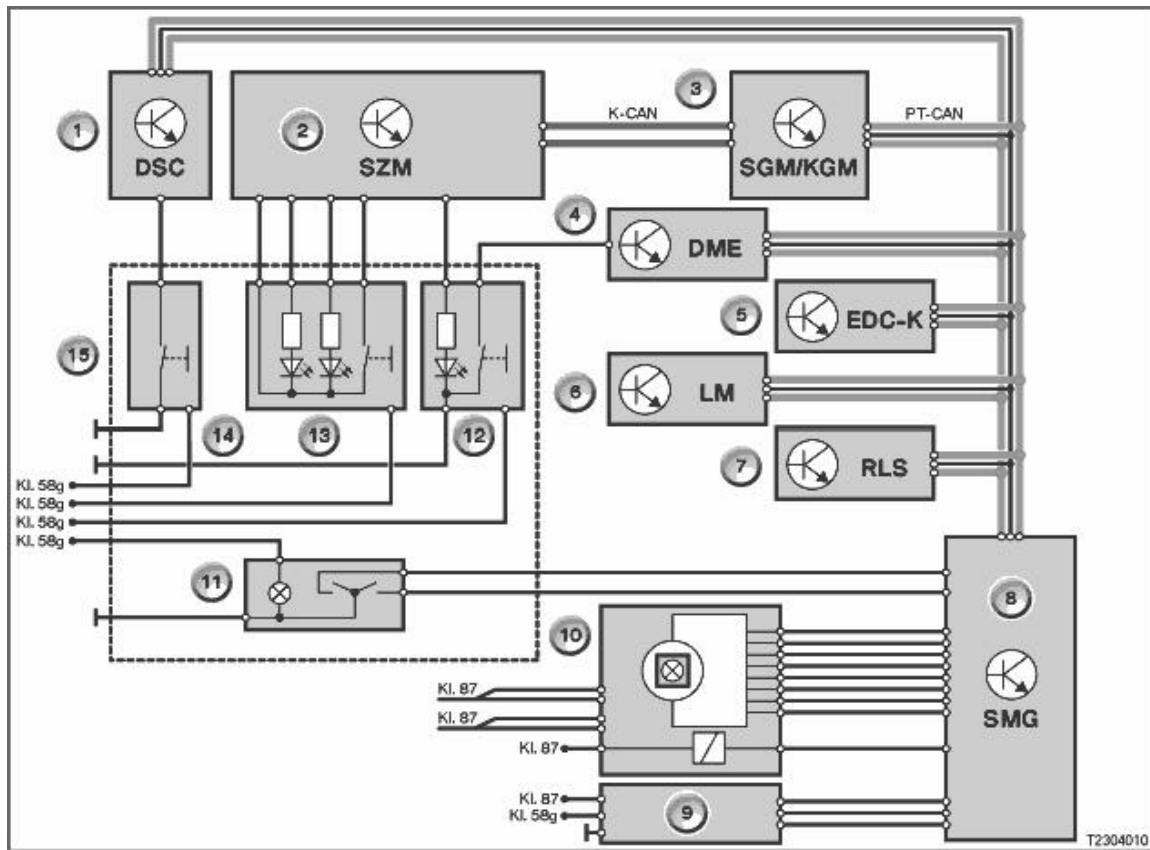 1
DSC
2
SZM
K-CAN
3
SGM/KGM
PT-CAN
4
DME
5
EDC-K
6
LM
7
RLS
15
14
13
12
Kl. 58g
Kl. 58g
Kl. 58g
Kl. 58g
11
8
SMG
10
Kl. 87
Kl. 87
Kl. 87
Kl. 87
Kl. 58g
9
T2304010